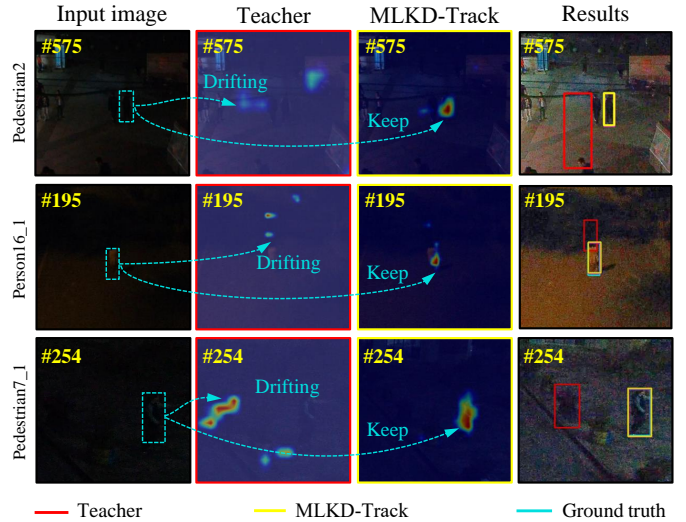 Input image Teacher MLKD-Track Results
Pedestrian2
#575 #575 #575 #575
Drifting
Keep
Person16_1
#195 #195 #195 #195
Drifting
Keep
Pedestrian7_1
#254 #254 #254 #254
Drifting
Keep
Teacher MLKD-Track Ground truth